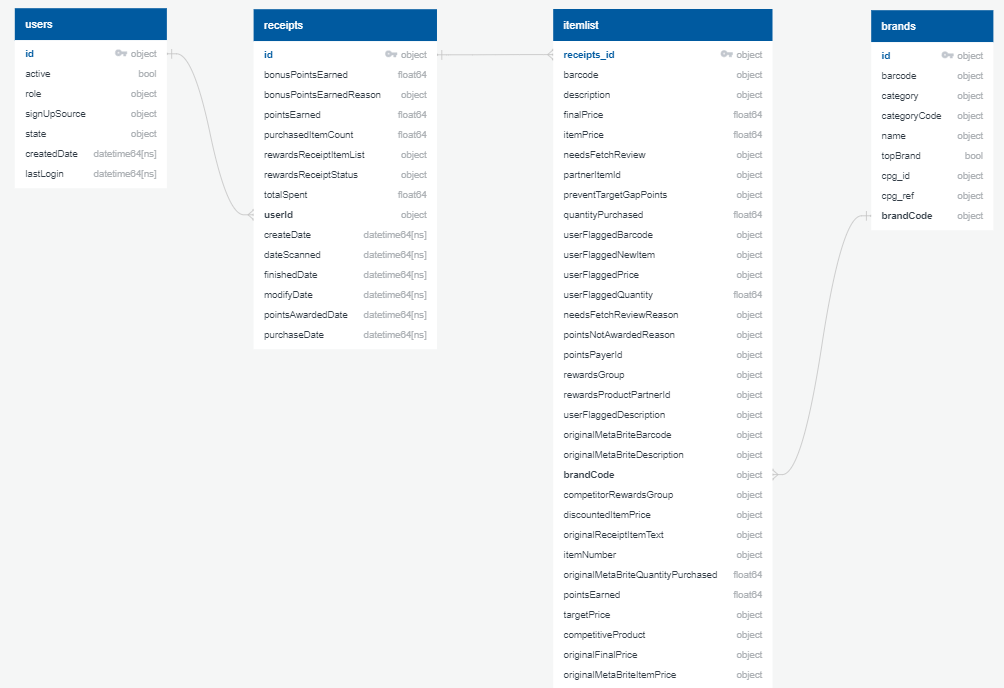 users
id object
active bool
role object
signUpSource object
state object
createdDate datetime64[ns]
lastLogin datetime64[ns]
receipts
id object
bonusPointsEarned float64
bonusPointsEarnedReason object
pointsEarned float64
purchasedItemCount float64
rewardsReceiptItemList object
rewardsReceiptStatus object
totalSpent float64
userId object
createDate datetime64[ns]
dateScanned datetime64[ns]
finishedDate datetime64[ns]
modifyDate datetime64[ns]
pointsAwardedDate datetime64[ns]
purchaseDate datetime64[ns]
itemlist
receipts_id object
barcode object
description object
finalPrice float64
itemPrice float64
needsFetchReview object
partnerItemId object
preventTargetGapPoints object
quantityPurchased float64
userFlaggedBarcode object
userFlaggedNewItem object
userFlaggedPrice object
userFlaggedQuantity float64
needsFetchReviewReason object
pointsNotAwardedReason object
pointsPayerId object
rewardsGroup object
rewardsProductPartnerId object
userFlaggedDescription object
originalMetaBriteBarcode object
originalMetaBriteDescription object
brandCode object
competitorRewardsGroup object
discountedItemPrice object
originalReceiptItemText object
itemNumber object
originalMetaBriteQuantityPurchased float64
pointsEarned float64
targetPrice object
competitiveProduct object
originalFinalPrice object
originalMetaBriteItemPrice object
brands
id object
barcode object
category object
categoryCode object
name object
topBrand bool
cpg_id object
cpg_ref object
brandCode object